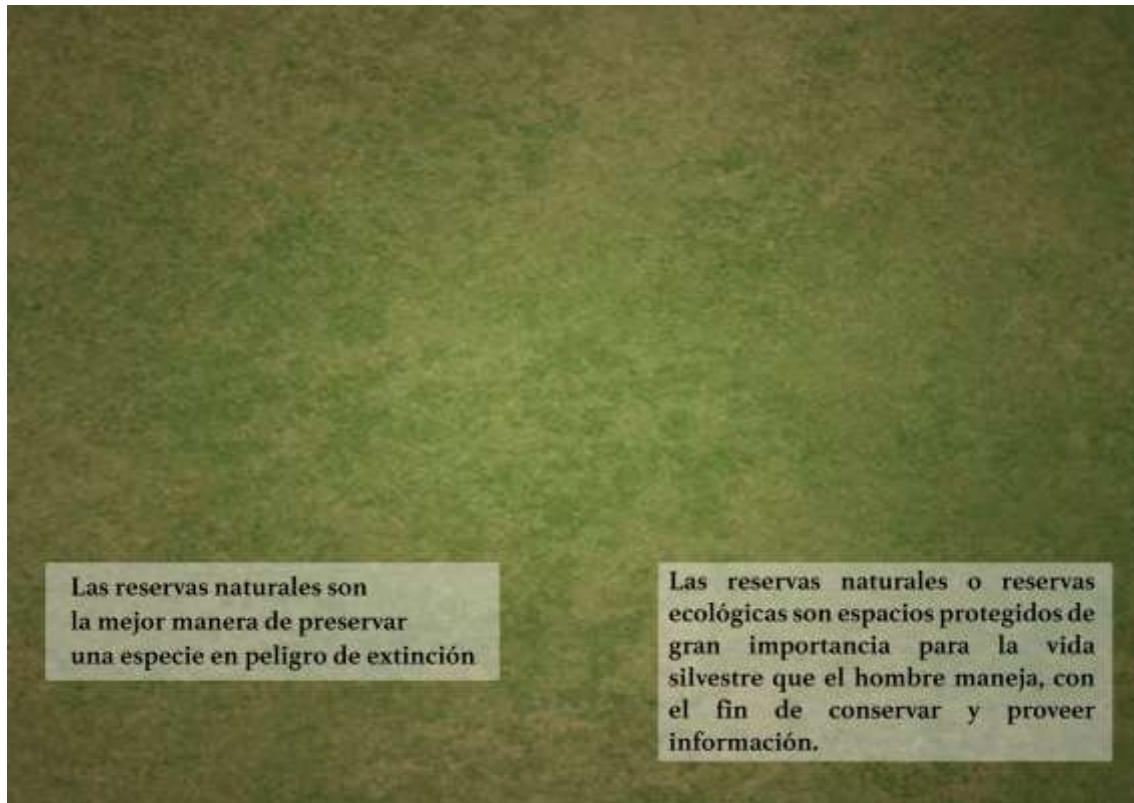 Las reservas naturales son
la mejor manera de preservar
una especie en peligro de extinción
Las reservas naturales o reservas
ecológicas son espacios protegidos de
gran importancia para la vida
silvestre que el hombre maneja, con
el fin de conservar y proveer
información.